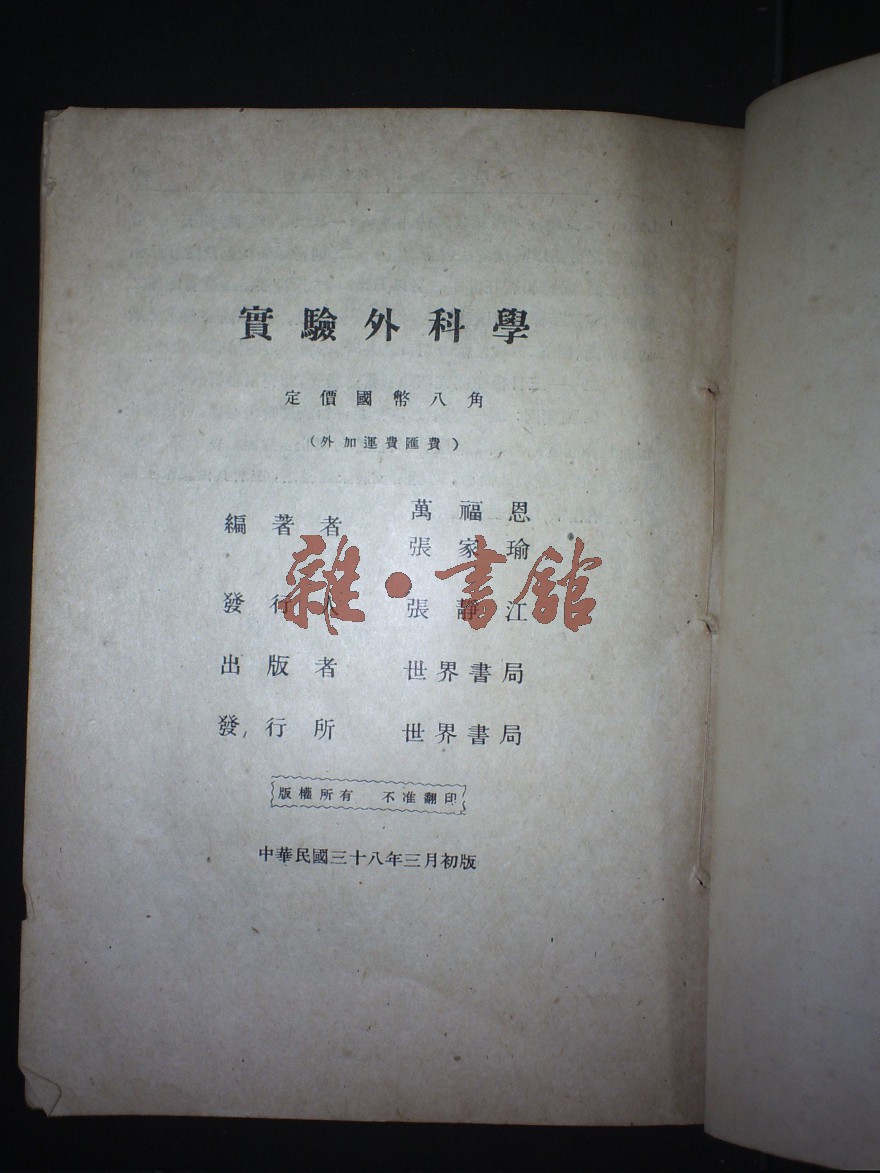 實驗外科學
定價國幣八角
（外加運費匯費）
編著者 萬福恩
張家瑜
雜·書館
發行人 張靜江
出版者 世界書局
發行所 世界書局
版權所有 不准翻印
中華民國三十八年三月初版